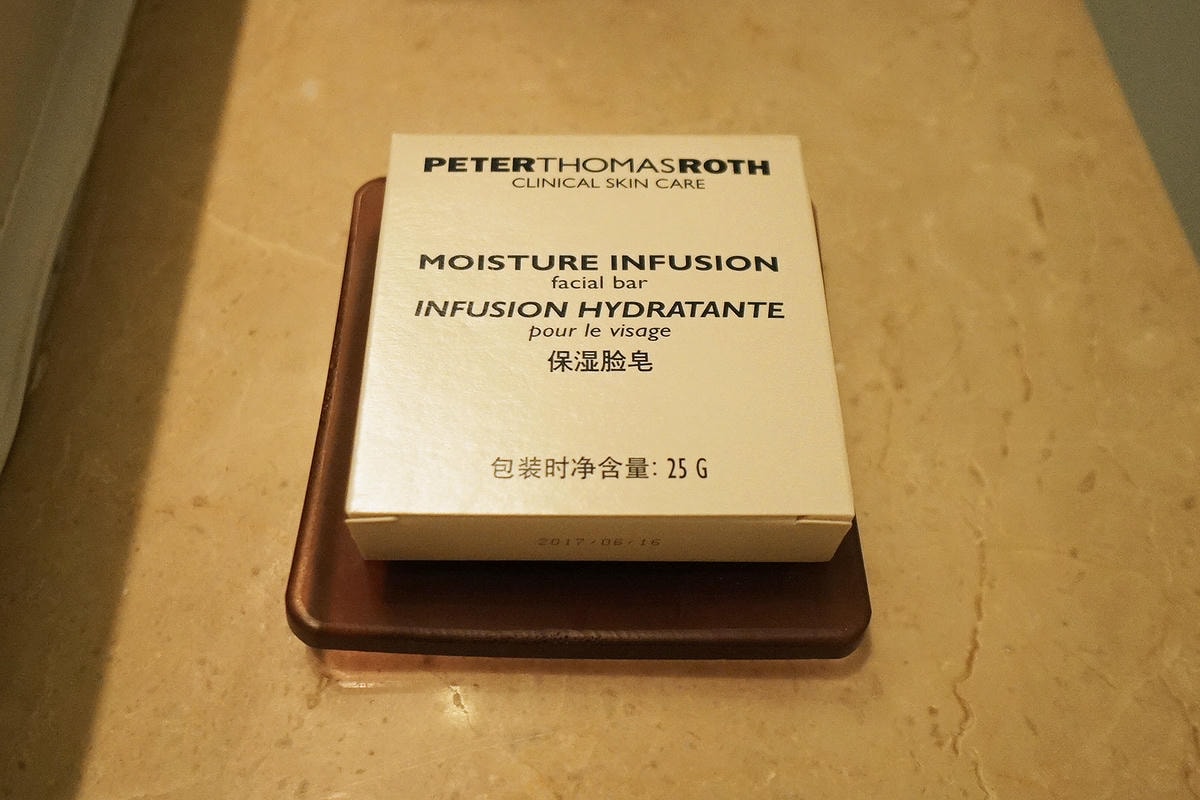 PETERTHOMASROTH
CLINICAL SKIN CARE
MOISTURE INFUSION
facial bar
INFUSION HYDRATANTE
pour le visage
保湿脸皂
包装时净含量: 25 G
2017/06/16